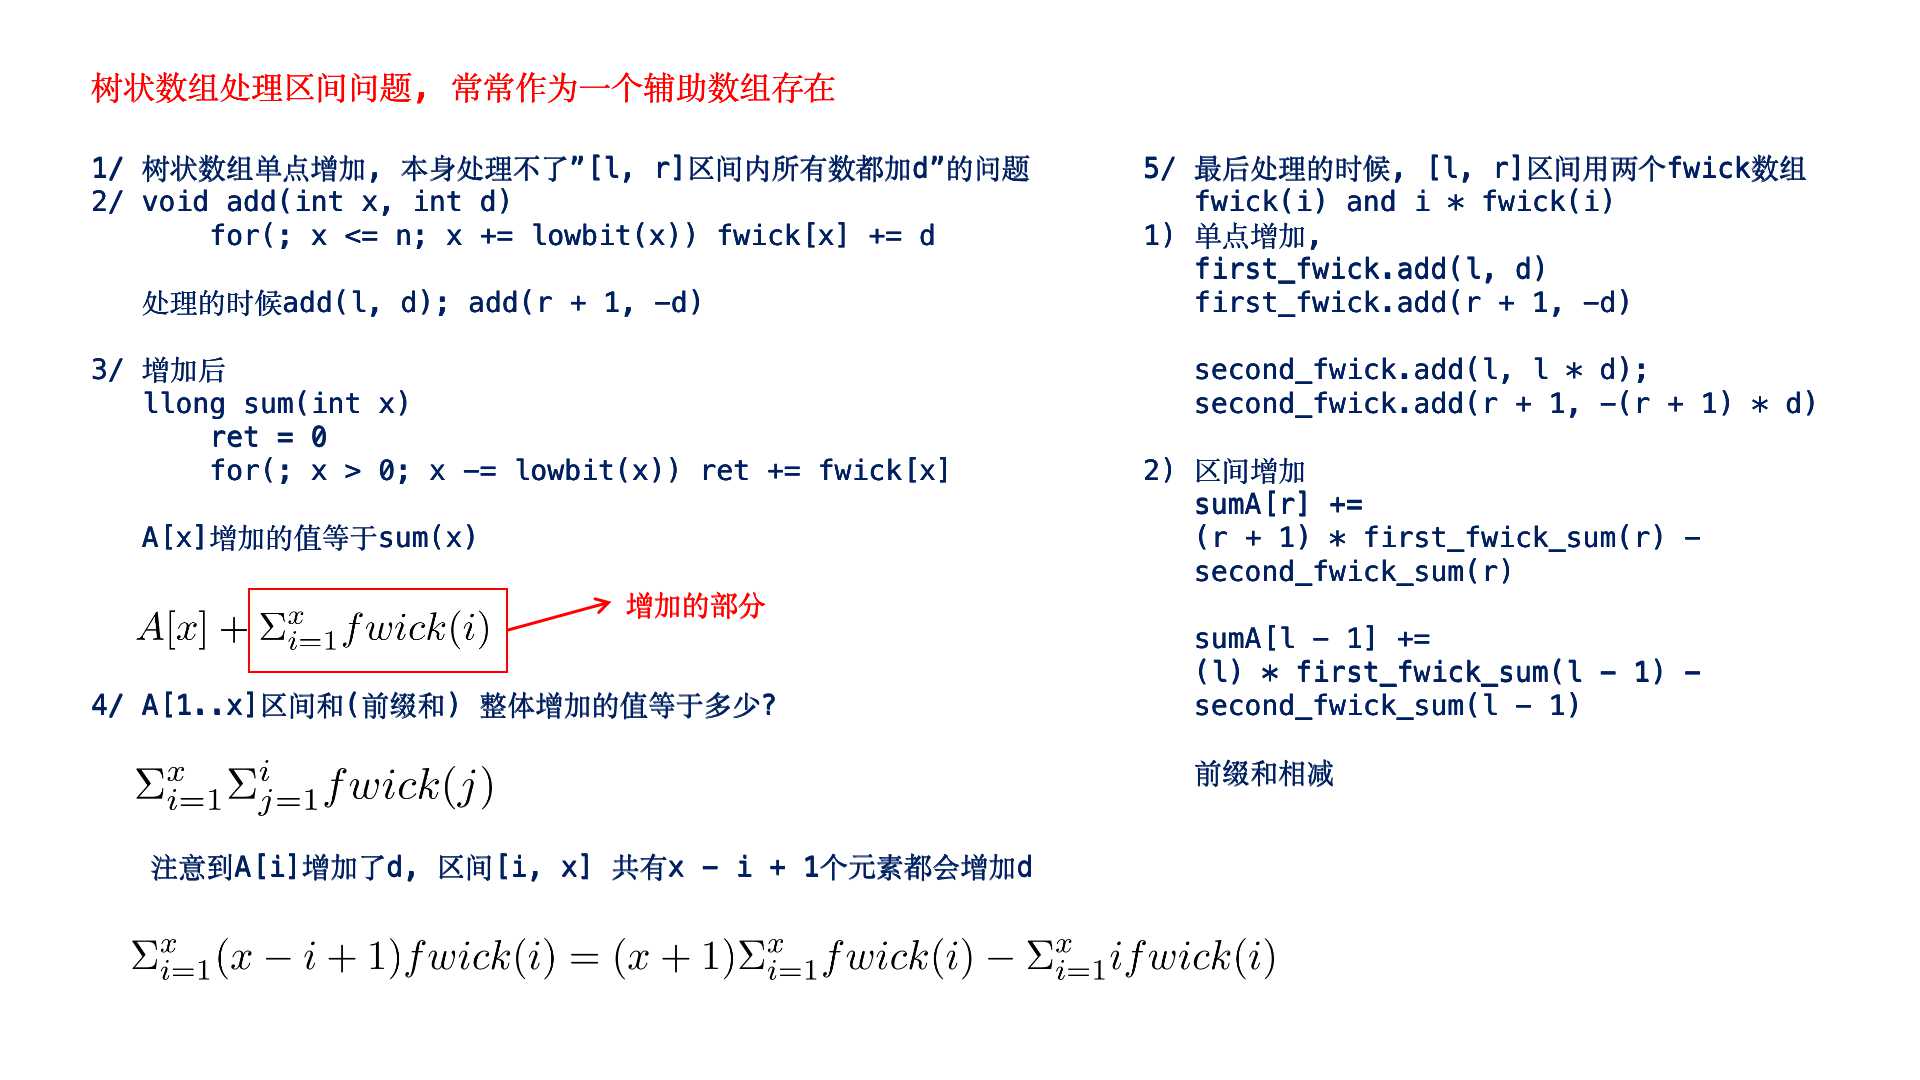 树状数组处理区间问题, 常常作为一个辅助数组存在
1/ 树状数组单点增加, 本身处理不了”[l, r]区间内所有数都加d”的问题
2/ void add(int x, int d)
for(; x <= n; x += lowbit(x)) fwick[x] += d
处理的时候add(l, d); add(r + 1, -d)
3/ 增加后
llong sum(int x)
ret = 0
for(; x > 0; x -= lowbit(x)) ret += fwick[x]
A[x]增加的值等于sum(x)
增加的部分
A[x] + Σ_{i=1}^{x} fwick(i)
4/ A[1..x]区间和(前缀和) 整体增加的值等于多少?
Σ_{i=1}^{x} Σ_{j=1}^{i} fwick(j)
注意到A[i]增加了d, 区间[i, x] 共有x - i + 1个元素都会增加d
Σ_{i=1}^{x} (x − i + 1)fwick(i) = (x + 1)Σ_{i=1}^{x} fwick(i) − Σ_{i=1}^{x} ifwick(i)
5/ 最后处理的时候, [l, r]区间用两个fwick数组
fwick(i) and i * fwick(i)
1) 单点增加,
first_fwick.add(l, d)
first_fwick.add(r + 1, -d)
second_fwick.add(l, l * d);
second_fwick.add(r + 1, -(r + 1) * d)
2) 区间增加
sumA[r] +=
(r + 1) * first_fwick_sum(r) -
second_fwick_sum(r)
sumA[l - 1] +=
(l) * first_fwick_sum(l - 1) -
second_fwick_sum(l - 1)
前缀和相减